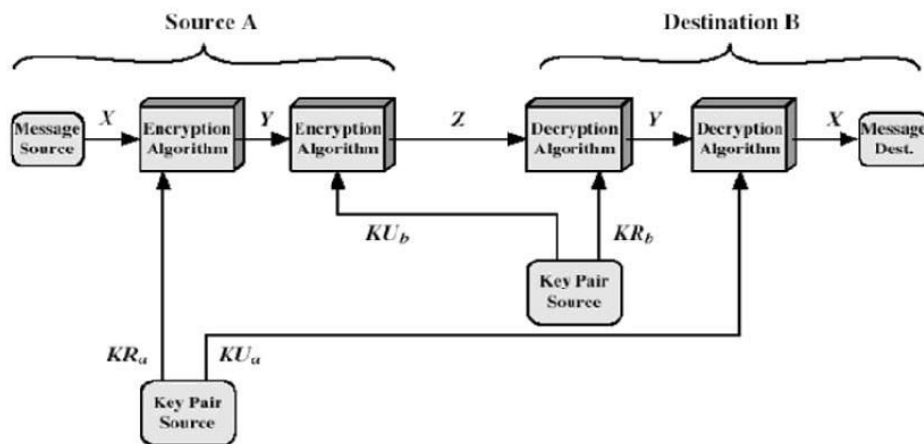 Source A
Destination B
Message
Source
X
Encryption
Algorithm
Y
Encryption
Algorithm
Z
Decryption
Algorithm
Y
Decryption
Algorithm
X
Message
Dest.
KUb
KRb
Key Pair
Source
KRa
KUa
Key Pair
Source